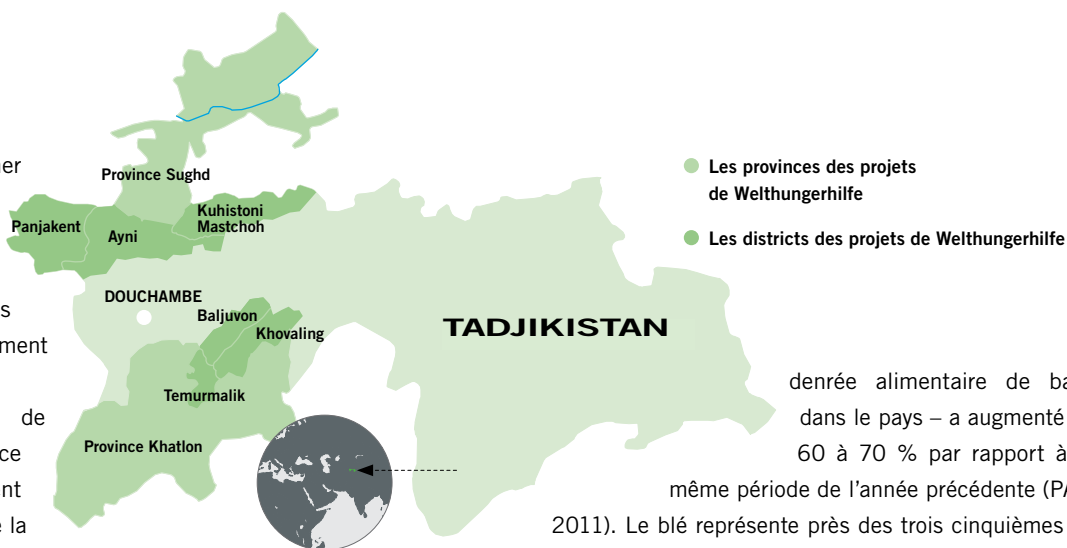 Province Sughd
Panjakent
Ayni
Kuhistoni
Mastchoh
DOUCHAMBE
Baljuvon
Khovaling
Temurmalik
Province Khatlon
TADJIKISTAN
Les provinces des projets
de Welthungerhilfe
Les districts des projets de Welthungerhilfe
de
la
denrée alimentaire de
dans le pays – a augmenté
60 à 70 % par rapport à
même période de l’année précédente
2011). Le blé représente près des trois cinquièmes